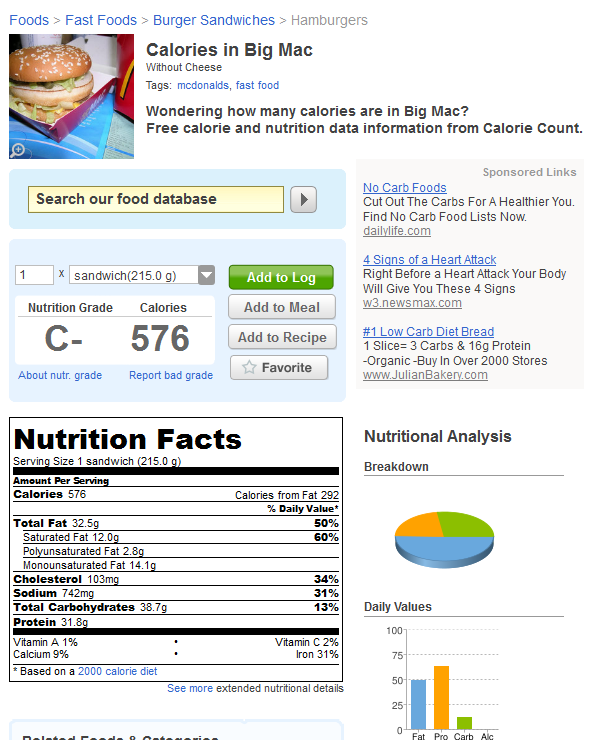 Foods > Fast Foods > Burger Sandwiches > Hamburgers
Calories in Big Mac
Without Cheese
Tags: mcdonalds, fast food
Wondering how many calories are in Big Mac?
Free calorie and nutrition data information from Calorie Count.
Search our food database
Sponsored Links
No Carb Foods
Cut Out The Carbs For A Healthier You.
Find No Carb Food Lists Now.
dailylife.com
4 Signs of a Heart Attack
Right Before a Heart Attack Your Body
Will Give You These 4 Signs
w3.newsmax.com
#1 Low Carb Diet Bread
1 Slice= 3 Carbs & 16g Protein
-Organic -Buy In Over 2000 Stores
www.JulianBakery.com
1 x sandwich(215.0 g)
Nutrition Grade Calories
C- 576
About nutr. grade Report bad grade
Add to Log
Add to Meal
Add to Recipe
Favorite
Nutrition Facts
Serving Size 1 sandwich (215.0 g)
Amount Per Serving
Calories 576 Calories from Fat 292
% Daily Value*
Total Fat 32.5g 50%
Saturated Fat 12.0g 60%
Polyunsaturated Fat 2.8g
Monounsaturated Fat 14.1g
Cholesterol 103mg 34%
Sodium 742mg 31%
Total Carbohydrates 38.7g 13%
Protein 31.8g
Vitamin A 1% • Vitamin C 2%
Calcium 9% • Iron 31%
* Based on a 2000 calorie diet
See more extended nutritional details
Nutritional Analysis
Breakdown
Daily Values
100
75
50
25
0
Fat Pro Carb Alc
Related Foods & Categories